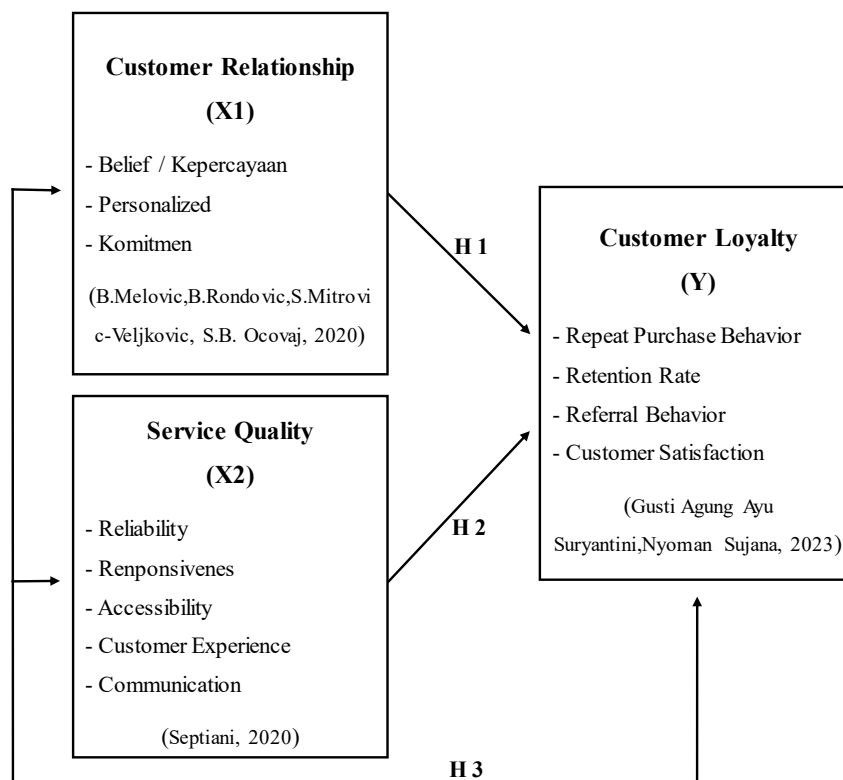 Customer Relationship
(X1)
- Belief / Kepercayaan
- Personalized
- Komitmen
(B.Melovic,B.Rondovic,S.Mitrovi
c-Veljkovic, S.B. Ocovaj, 2020)
H 1
Customer Loyalty
(Y)
- Repeat Purchase Behavior
- Retention Rate
- Referral Behavior
- Customer Satisfaction
(Gusti Agung Ayu
Suryantini,Nyoman Sujana, 2023)
Service Quality
(X2)
- Reliability
- Renponsivenes
- Accessibility
- Customer Experience
- Communication
(Septiani, 2020)
H 2
H 3